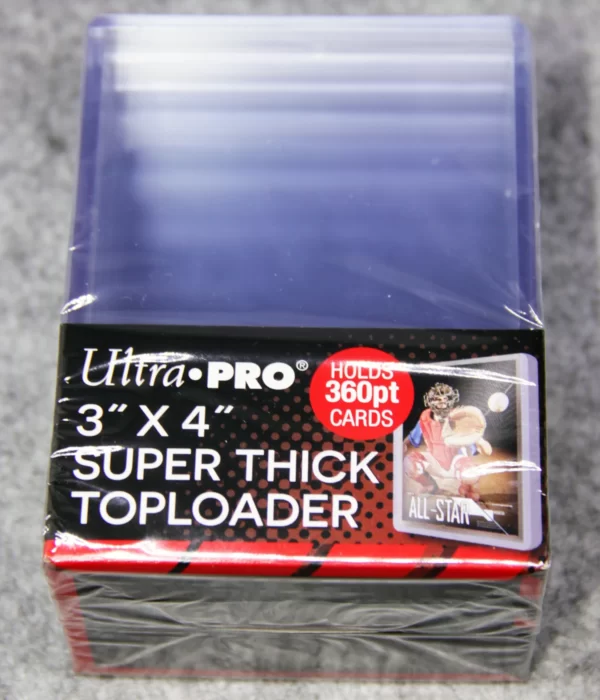 Ultra•PRO®
3" X 4"
SUPER THICK
TOPLOADER
HOLDS
360pt
CARDS
ALL-STAR